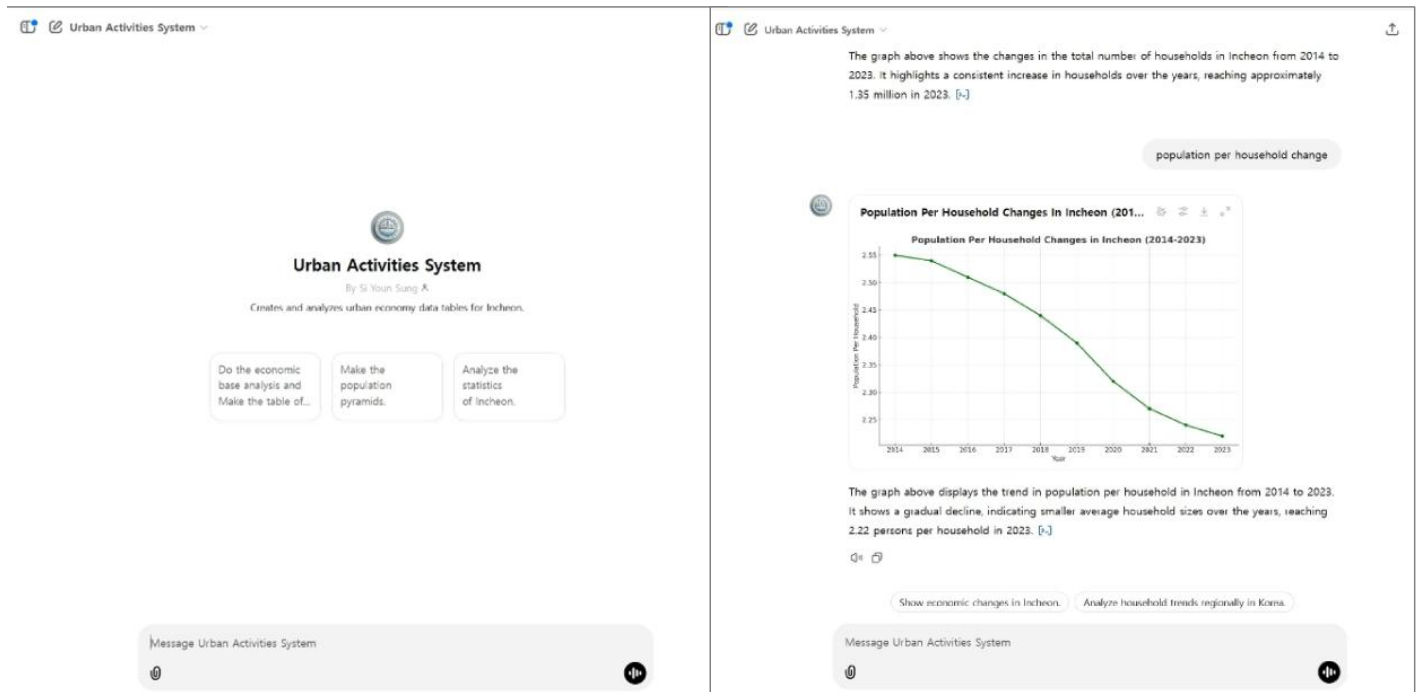 Urban Activities System
Urban Activities System
By Si Youn Sung
Creates and analyzes urban economy data tables for Incheon.
Do the economic
base analysis and
Make the table of...
Make the
population
pyramids.
Analyze the
statistics
of Incheon.
Message Urban Activities System
Urban Activities System
The graph above shows the changes in the total number of households in Incheon from 2014 to
2023. It highlights a consistent increase in households over the years, reaching approximately
1.35 million in 2023. [>-]
population per household change
Population Per Household Changes In Incheon (201...
Population Per Household Changes in Incheon (2014-2023)
2.55
2.50
2.45
2.40
2.35
2.30
2.25
Population Per Household
2014 2015 2016 2017 2018 2019 2020 2021 2022 2023
Year
The graph above displays the trend in population per household in Incheon from 2014 to 2023.
It shows a gradual decline, indicating smaller average household sizes over the years, reaching
2.22 persons per household in 2023. [>-]
Show economic changes in Incheon.
Analyze household trends regionally in Korea.
Message Urban Activities System